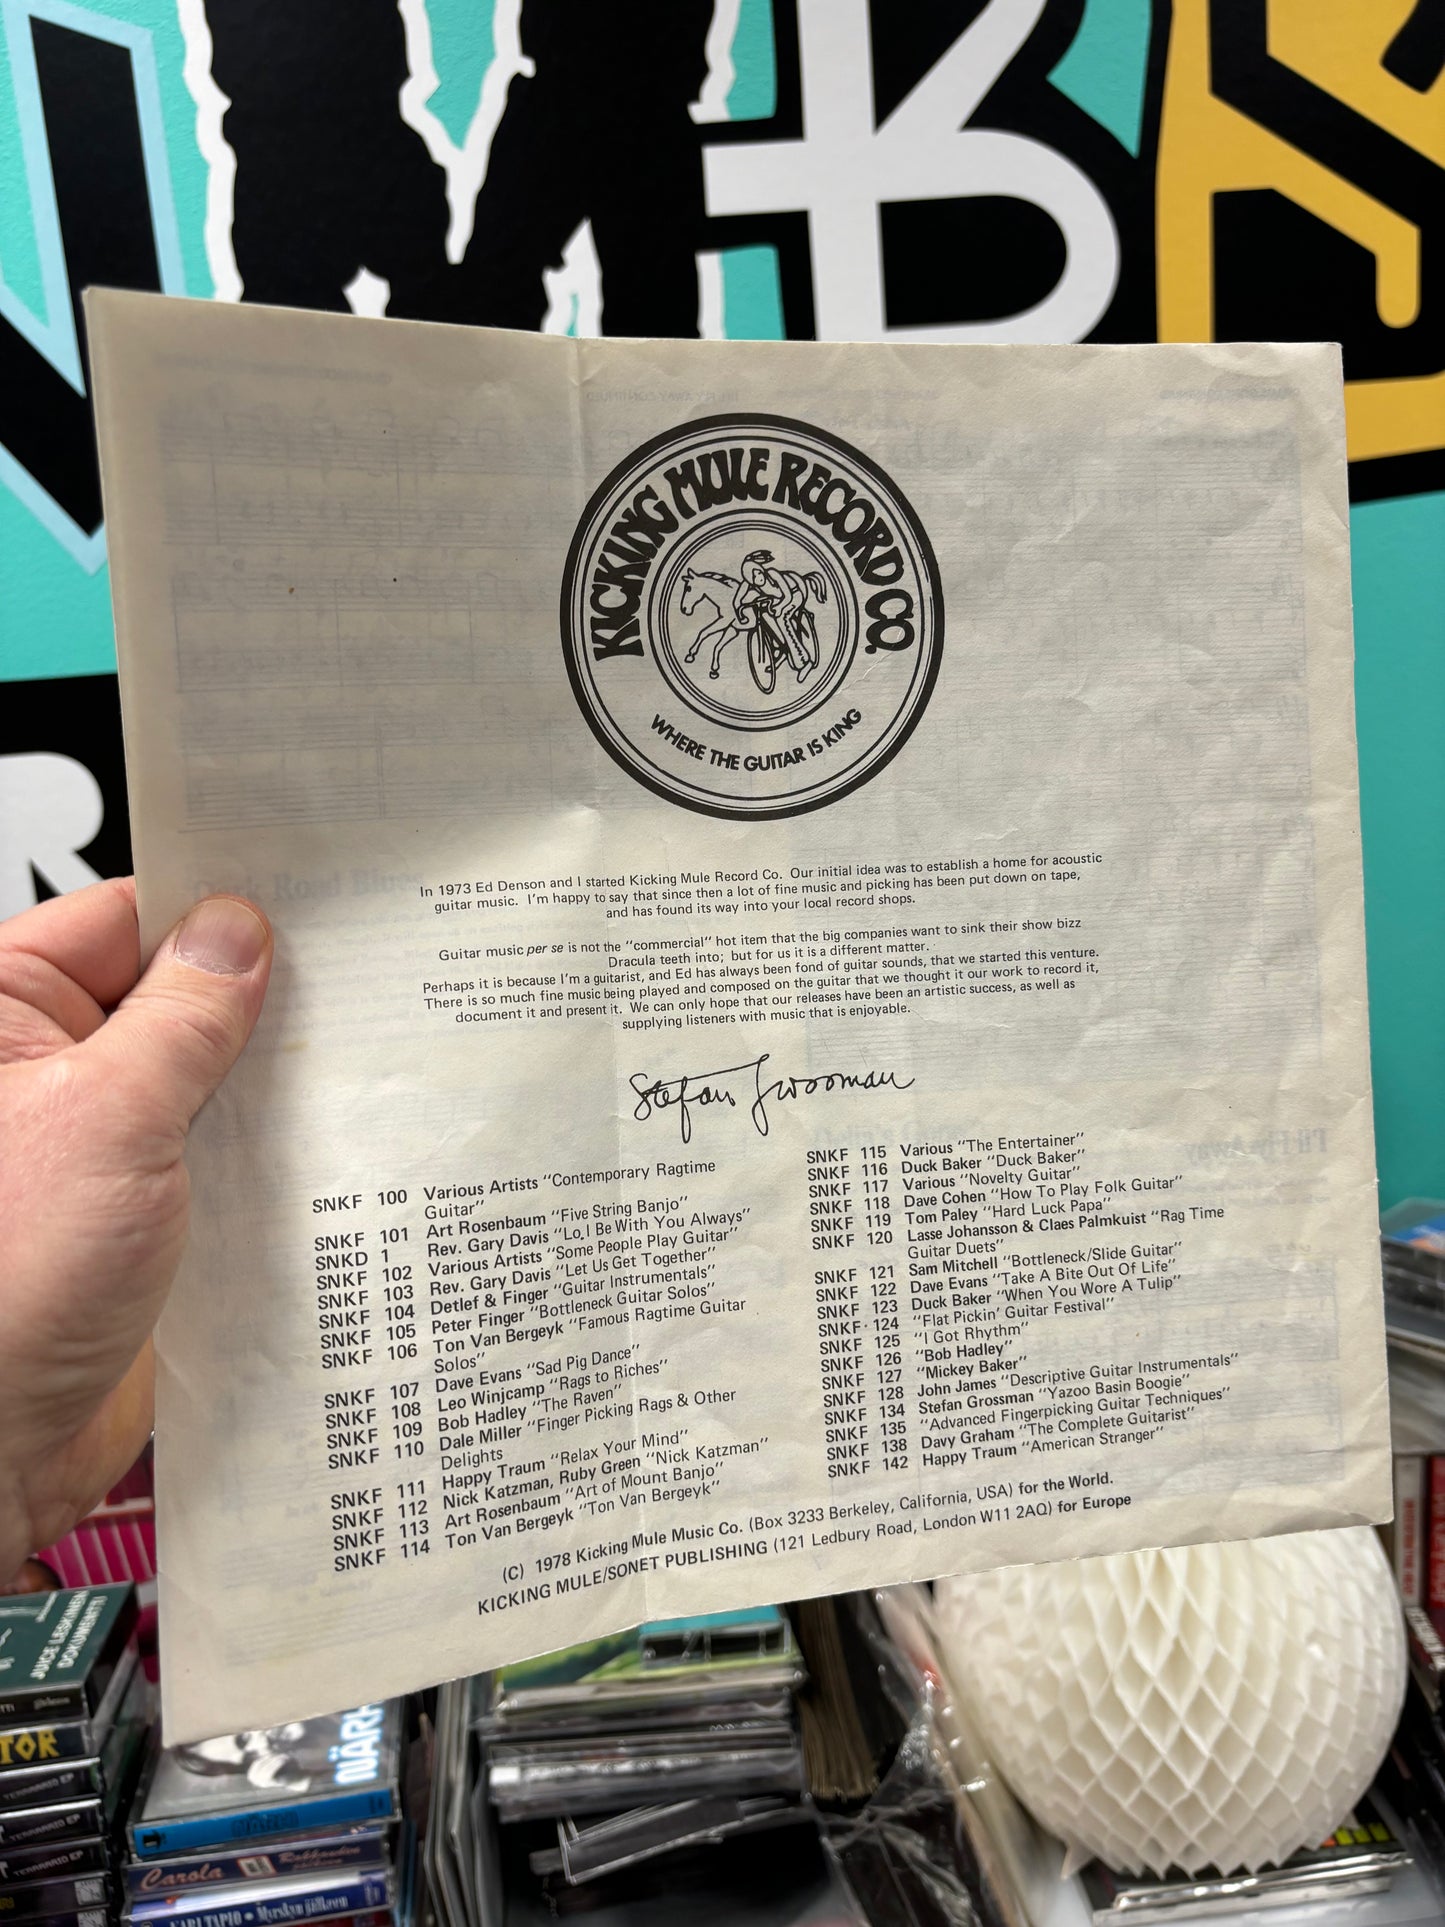 KICKING MULE RECORD CO.
WHERE THE GUITAR IS KING
In 1973 Ed Denson and I started Kicking Mule Record Co. Our initial idea was to establish a home for acoustic
guitar music. I'm happy to say that since then a lot of fine music and picking has been put down on tape,
and has found its way into your local record shops.
Guitar music per se is not the "commercial" hot item that the big companies want to sink their show bizz
Dracula teeth into; but for us it is a different matter.
Perhaps it is because I'm a guitarist, and Ed has always been fond of guitar sounds, that we started this venture.
There is so much fine music being played and composed on the guitar that we thought it our work to record it,
document it and present it. We can only hope that our releases have been an artistic success, as well as
supplying listeners with music that is enjoyable.
Stefan Grossman
SNKF 100 Various Artists "Contemporary Ragtime
Guitar"
SNKF 101 Art Rosenbaum "Five String Banjo"
SNKD 1 Rev. Gary Davis "Lo, I Be With You Always"
SNKF 102 Various Artists "Some People Play Guitar"
SNKF 103 Rev. Gary Davis "Let Us Get Together"
SNKF 104 Detlef & Finger "Guitar Instrumentals"
SNKF 105 Peter Finger "Bottleneck Guitar Solos"
SNKF 106 Ton Van Bergeyk "Famous Ragtime Guitar
Solos"
SNKF 107 Dave Evans "Sad Pig Dance"
SNKF 108 Leo Wijnkamp "Rags to Riches"
SNKF 109 Bob Hadley "The Raven"
SNKF 110 Dale Miller "Finger Picking Rags & Other
Delights
SNKF 111 Happy Traum "Relax Your Mind"
SNKF 112 Nick Katzman, Ruby Green "Nick Katzman"
SNKF 113 Art Rosenbaum "Art of Mount Banjo"
SNKF 114 Ton Van Bergeyk "Ton Van Bergeyk"
SNKF 115 Various "The Entertainer"
SNKF 116 Duck Baker "Duck Baker"
SNKF 117 Various "Novelty Guitar"
SNKF 118 Dave Cohen "How To Play Folk Guitar"
SNKF 119 Tom Paley "Hard Luck Papa"
SNKF 120 Lasse Johansson & Claes Palmkuist "Rag Time
Guitar Duets"
SNKF 121 Sam Mitchell "Bottleneck/Slide Guitar"
SNKF 122 Dave Evans "Take A Bite Out Of Life"
SNKF 123 Duck Baker "When You Wore A Tulip"
SNKF 124 "Flat Pickin' Guitar Festival"
SNKF 125 "I Got Rhythm"
SNKF 126 "Bob Hadley"
SNKF 127 "Mickey Baker"
SNKF 128 John James "Descriptive Guitar Instrumentals"
SNKF 134 Stefan Grossman "Yazoo Basin Boogie"
SNKF 135 "Advanced Fingerpicking Guitar Techniques"
SNKF 138 Davy Graham "The Complete Guitarist"
SNKF 142 Happy Traum "American Stranger"
(C) 1978 Kicking Mule Music Co. (Box 3233 Berkeley, California, USA) for the World.
KICKING MULE/SONET PUBLISHING (121 Ledbury Road, London W11 2AQ) for Europe
JUICE LESKINEN
TERRARRIO EP
Carola